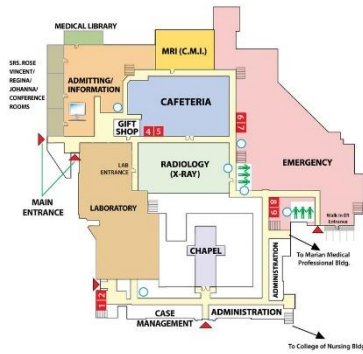 MEDICAL LIBRARY
SRS. ROSE
VINCENT/
REGINA/
JOHANNA/
CONFERENCE
ROOMS
ADMITTING/
INFORMATION
MRI (C.M.I.)
CAFETERIA
GIFT
SHOP
4 5
6 7
LAB
ENTRANCE
RADIOLOGY
(X-RAY)
EMERGENCY
MAIN
ENTRANCE
LABORATORY
Walk in ER
Entrance
CHAPEL
ADMINISTRATION
To Marian Medical
Professional Bldg.
1 2
CASE
MANAGEMENT
ADMINISTRATION
To College of Nursing Bldg